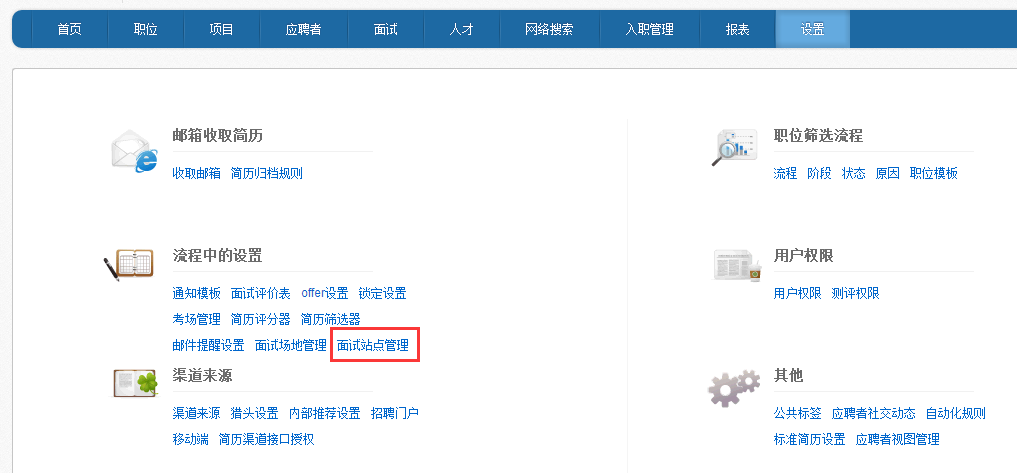 首页 职位 项目 应聘者 面试 人才 网络搜索 入职管理 报表 设置
邮箱收取简历
收取邮箱 简历归档规则
职位筛选流程
流程 阶段 状态 原因 职位模板
流程中的设置
通知模板 面试评价表 offer设置 锁定设置
考场管理 简历评分器 简历筛选器
邮件提醒设置 面试场地管理 面试站点管理
用户权限
用户权限 测评权限
渠道来源
渠道来源 猎头设置 内部推荐设置 招聘门户
移动端 简历渠道接口授权
其他
公共标签 应聘者社交动态 自动化规则
标准简历设置 应聘者视图管理